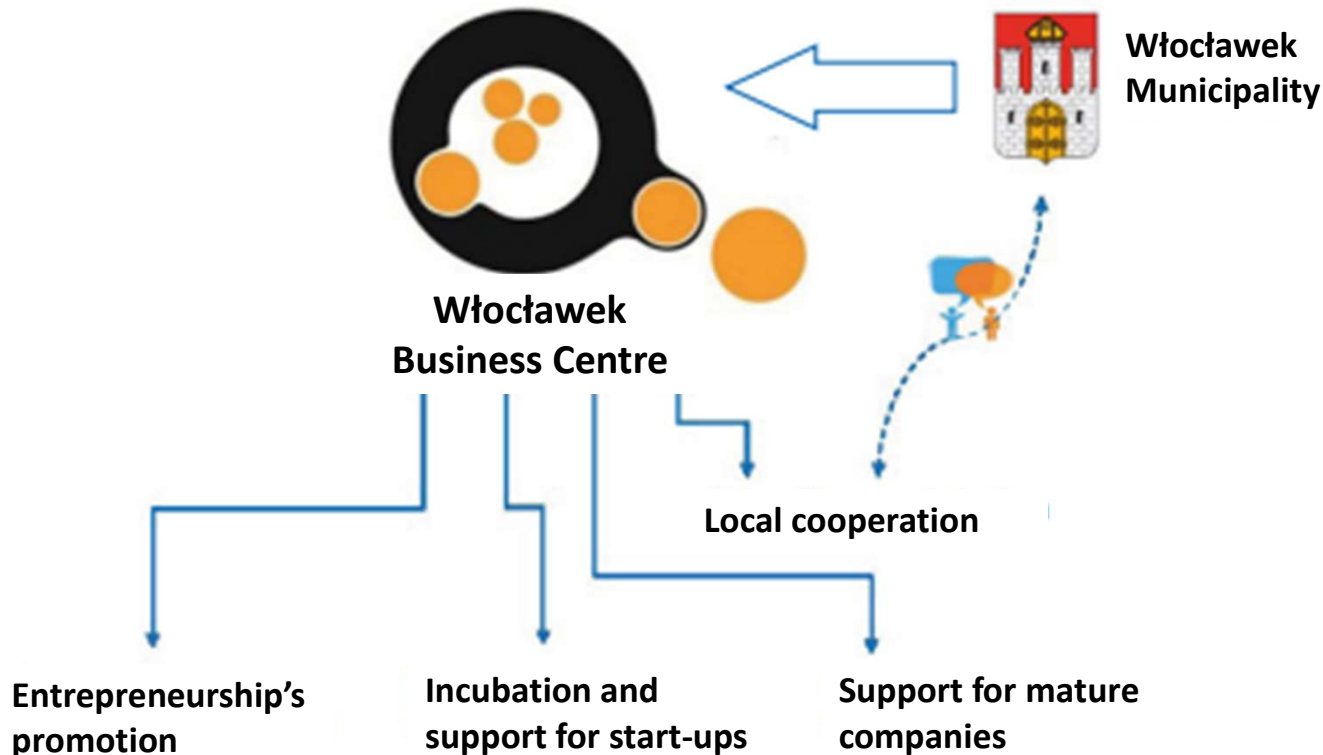 Włocławek
Municipality
Włocławek
Business Centre
Local cooperation
Entrepreneurship’s
promotion
Incubation and
support for start-ups
Support for mature
companies